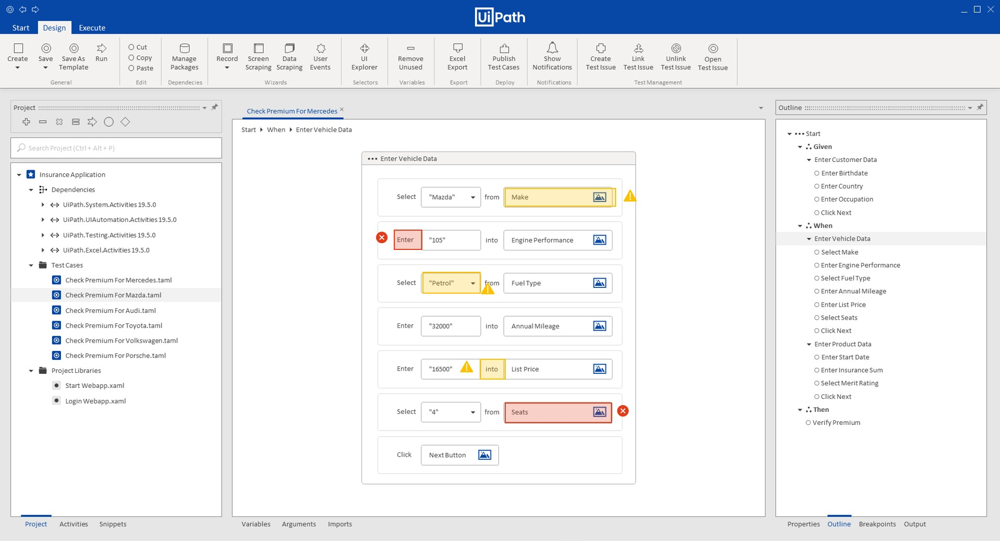 UiPath
Start Design Execute
Create Save Save As Template Run
General
Cut
Copy
Paste
Edit
Manage Packages
Dependecies
Record Screen Scraping Data Scraping User Events
Wizards
UI Explorer
Selectors
Remove Unused
Variables
Excel Export
Export
Publish Test Cases
Deploy
Show Notifications
Notifications
Create Test Issue Link Test Issue Unlink Test Issue Open Test Issue
Test Management
Project
Search Project (Ctrl + Alt + P)
Insurance Application
Dependencies
UiPath.System.Activities 19.5.0
UiPath.UIAutomation.Activities 19.5.0
UiPath.Testing.Activities 19.5.0
UiPath.Excel.Activities 19.5.0
Test Cases
Check Premium For Mercedes.taml
Check Premium For Mazda.taml
Check Premium For Audi.taml
Check Premium For Toyota.taml
Check Premium For Volkswagen.taml
Check Premium For Porsche.taml
Project Libraries
Start Webapp.xaml
Login Webapp.xaml
Project Activities Snippets
Check Premium For Mercedes
Start When Enter Vehicle Data
Enter Vehicle Data
Select "Mazda" from Make
Enter "105" into Engine Performance
Select "Petrol" from Fuel Type
Enter "32000" into Annual Mileage
Enter "16500" into List Price
Select "4" from Seats
Click Next Button
Variables Arguments Imports
Outline
Start
Given
Enter Customer Data
Enter Birthdate
Enter Country
Enter Occupation
Click Next
When
Enter Vehicle Data
Select Make
Enter Engine Performance
Select Fuel Type
Enter Annual Mileage
Enter List Price
Select Seats
Click Next
Enter Product Data
Enter Start Date
Enter Insurance Sum
Select Merit Rating
Click Next
Then
Verify Premium
Properties Outline Breakpoints Output